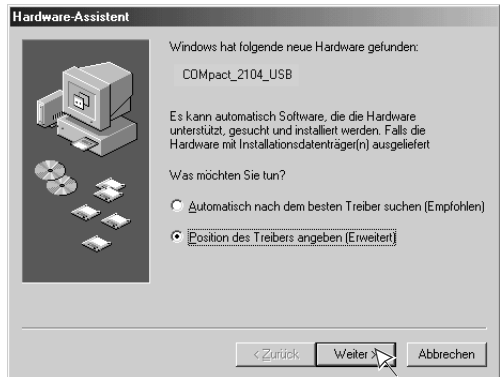 Hardware-Assistent
Windows hat folgende neue Hardware gefunden:
COMpact_2104_USB
Es kann automatisch Software, die die Hardware
unterstützt, gesucht und installiert werden. Falls die
Hardware mit Installationsdatenträger(n) ausgeliefert
Was möchten Sie tun?
Automatisch nach dem besten Treiber suchen (Empfohlen)
Position des Treibers angeben (Erweitert)
< Zurück Weiter > Abbrechen